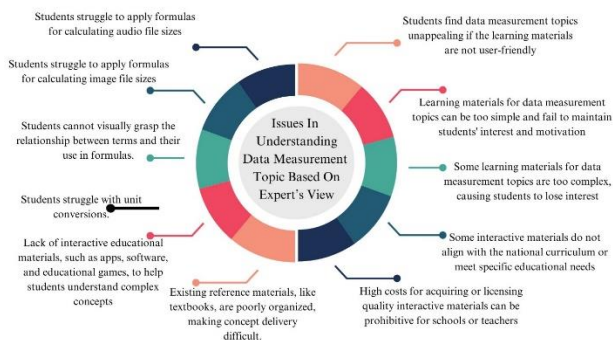 Students struggle to apply formulas
for calculating audio file sizes
Students struggle to apply formulas
for calculating image file sizes
Students cannot visually grasp the
relationship between terms and their
use in formulas.
Students struggle with unit
conversions.
Lack of interactive educational
materials, such as apps, software,
and educational games, to help
students understand complex
concepts
Existing reference materials, like
textbooks, are poorly organized,
making concept delivery
difficult.
Issues In
Understanding
Data Measurement
Topic Based On
Expert's View
Students find data measurement topics
unappealing if the learning materials
are not user-friendly
Learning materials for data measurement
topics can be too simple and fail to maintain
students' interest and motivation
Some learning materials for data
measurement topics are too complex,
causing students to lose interest
Some interactive materials do not
align with the national curriculum or
meet specific educational needs
High costs for acquiring or licensing
quality interactive materials can be
prohibitive for schools or teachers